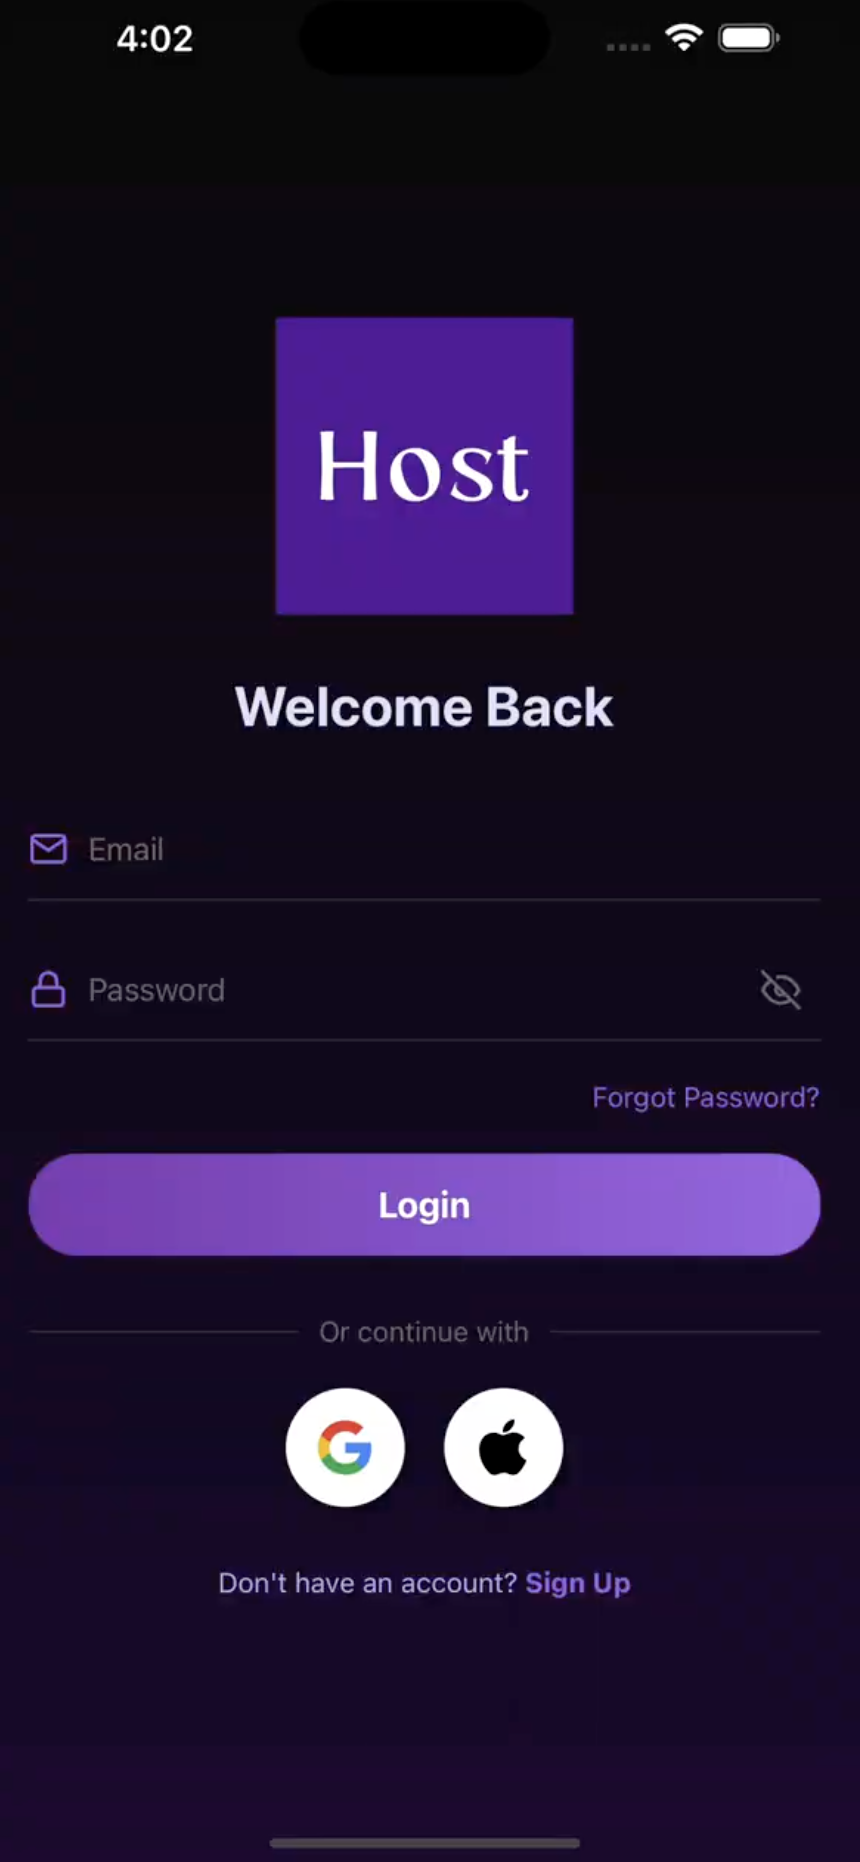 4:02
Host
Welcome Back
Email
Password
Forgot Password?
Login
Or continue with
Don't have an account? Sign Up